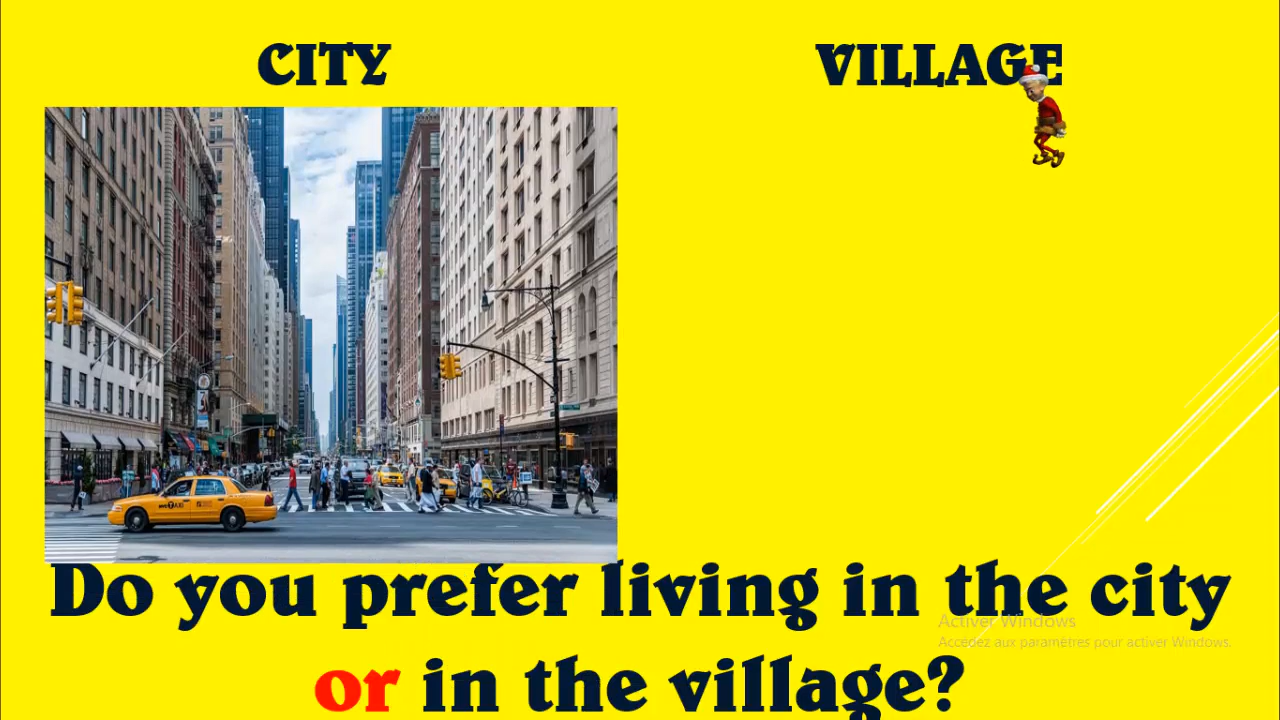 CITY
VILLAGE
Do you prefer living in the city
or in the village?
Activer Windows
Accédez aux paramètres pour activer Windows.